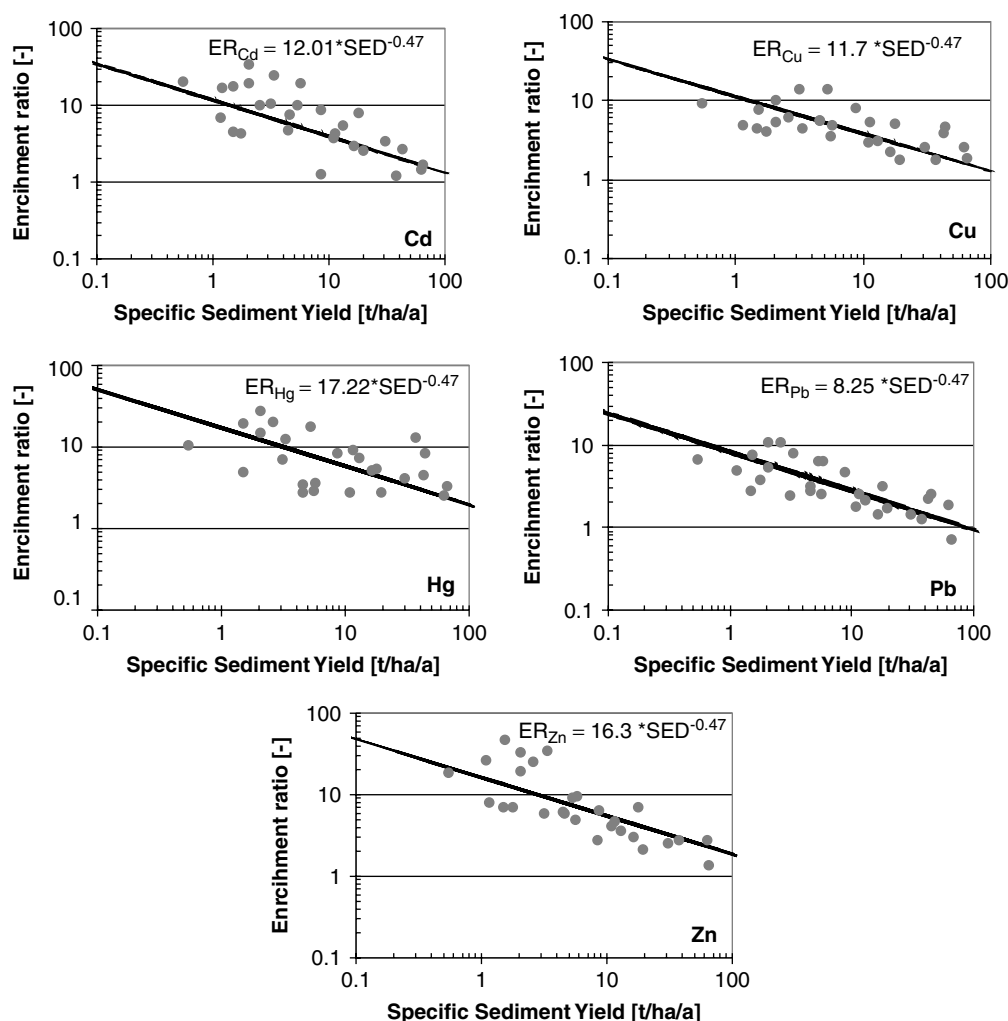 100
10
1
0.1
0.1 1 10 100
Enrcihment ratio [-]
ER_Cd = 12.01*SED^-0.47
Cd
Specific Sediment Yield [t/ha/a]
100
10
1
0.1
0.1 1 10 100
Enrcihment ratio [-]
ER_Cu = 11.7 *SED^-0.47
Cu
Specific Sediment Yield [t/ha/a]
100
10
1
0.1
0.1 1 10 100
Enrcihment ratio [-]
ER_Hg = 17.22*SED^-0.47
Hg
Specific Sediment Yield [t/ha/a]
100
10
1
0.1
0.1 1 10 100
Enrcihment ratio [-]
ER_Pb = 8.25 *SED^-0.47
Pb
Specific Sediment Yield [t/ha/a]
100
10
1
0.1
0.1 1 10 100
Enrcihment ratio [-]
ER_Zn = 16.3 *SED^-0.47
Zn
Specific Sediment Yield [t/ha/a]